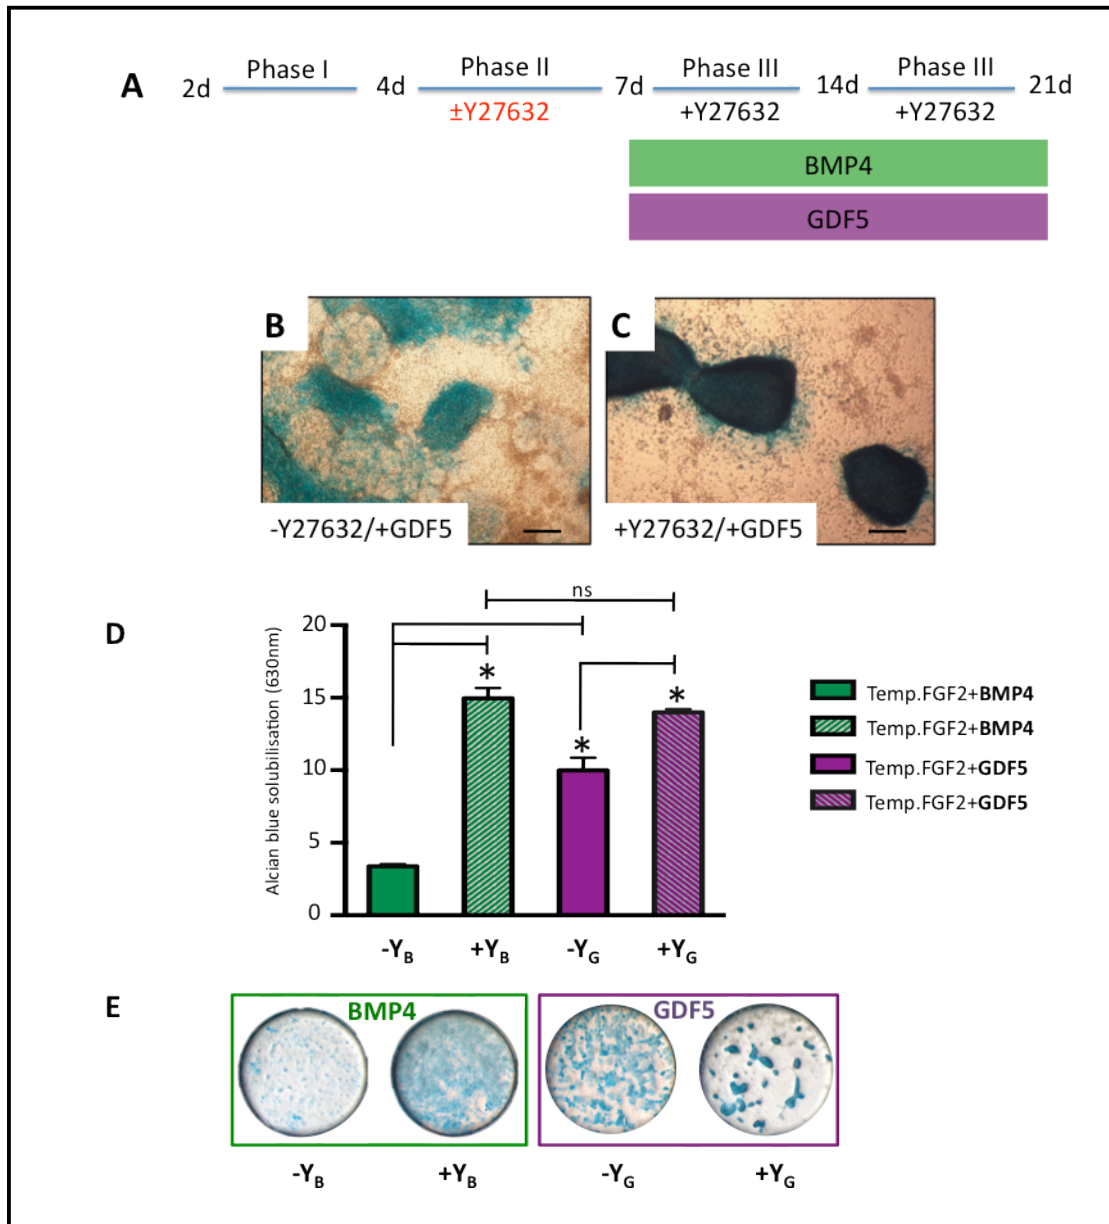 A
2d
Phase I
4d
Phase II
7d
Phase III
14d
Phase III
21d
±Y27632
+Y27632
+Y27632
BMP4
GDF5
B
-Y27632/+GDF5
C
+Y27632/+GDF5
D
Alcian blue solubilisation (630nm)
20
15
10
5
0
ns
*
*
*
-YB
+YB
-YG
+YG
Temp.FGF2+BMP4
Temp.FGF2+BMP4
Temp.FGF2+GDF5
Temp.FGF2+GDF5
E
BMP4
GDF5
-YB
+YB
-YG
+YG